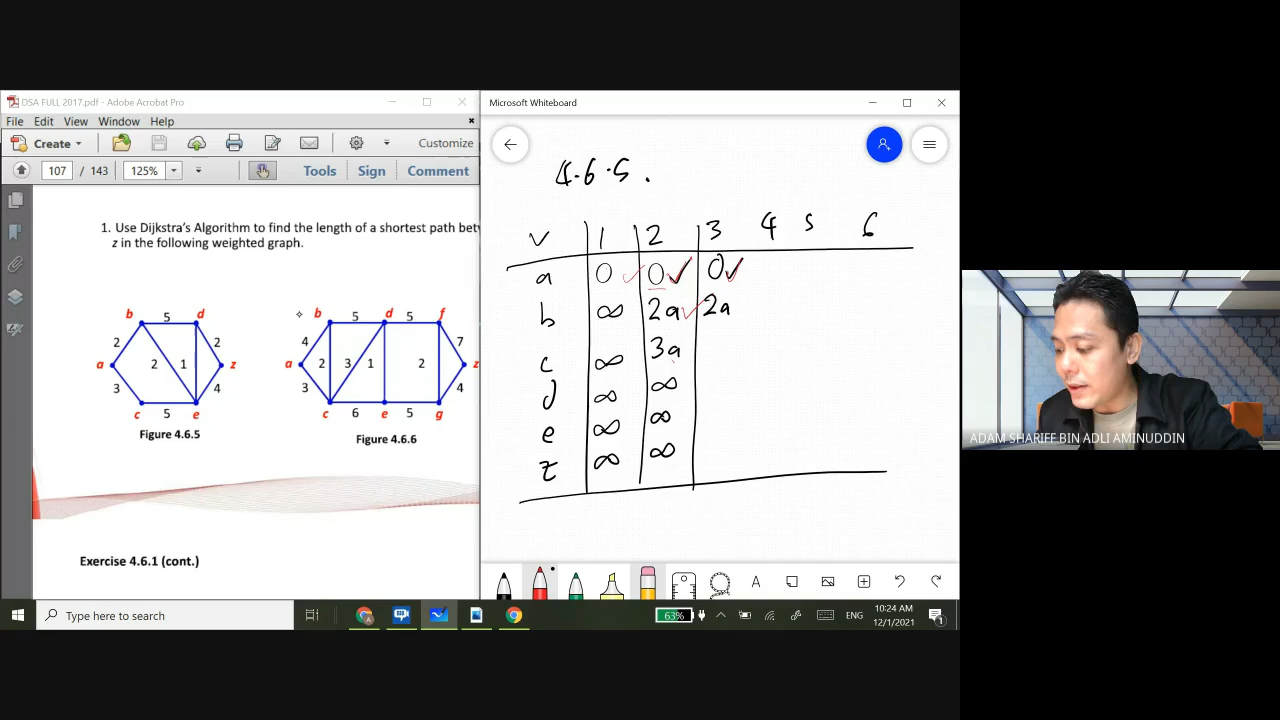 DSA FULL 2017.pdf - Adobe Acrobat Pro
File Edit View Window Help
Create
Customize
107 / 143 125%
Tools Sign Comment
1. Use Dijkstra's Algorithm to find the length of a shortest path bet
z in the following weighted graph.
b 5 d
2 2
a 2 1 z
3 4
c 5 e
Figure 4.6.5
b 5 d 5 f
4 7
a 2 3 1 2 z
3 4
c 6 e 5 g
Figure 4.6.6
Exercise 4.6.1 (cont.)
Microsoft Whiteboard
4.6.5.
v 1 2 3 4 5 6
a 0 ✓ 0 ✓ 0 ✓
b ∞ 2a ✓ 2a
c ∞ 3a
d ∞ ∞
e ∞ ∞
z ∞ ∞
A
ADAM SHARIFF BIN ADLI AMINUDDIN
Type here to search
63%
ENG
10:24 AM
12/1/2021
1